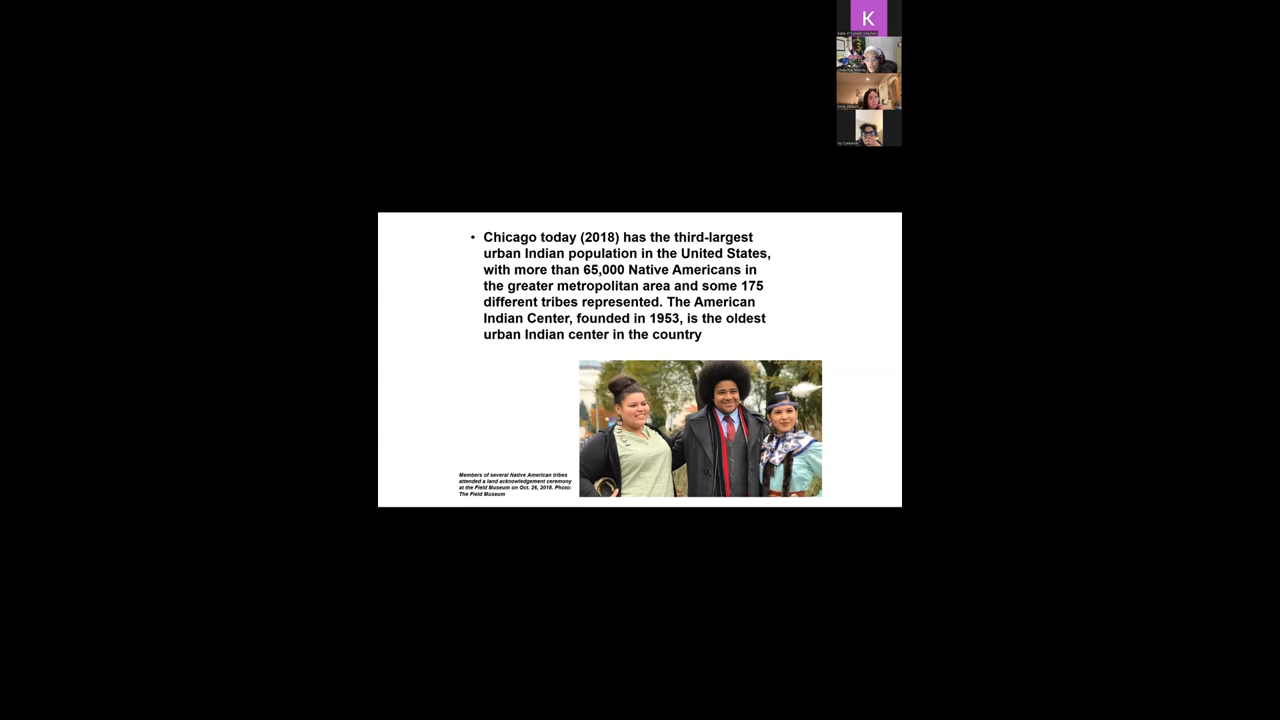 K
• Chicago today (2018) has the third-largest
urban Indian population in the United States,
with more than 65,000 Native Americans in
the greater metropolitan area and some 175
different tribes represented. The American
Indian Center, founded in 1953, is the oldest
urban Indian center in the country
Members of several Native American tribes
attended a land acknowledgement ceremony
at the Field Museum on Oct. 26, 2018. Photo:
The Field Museum